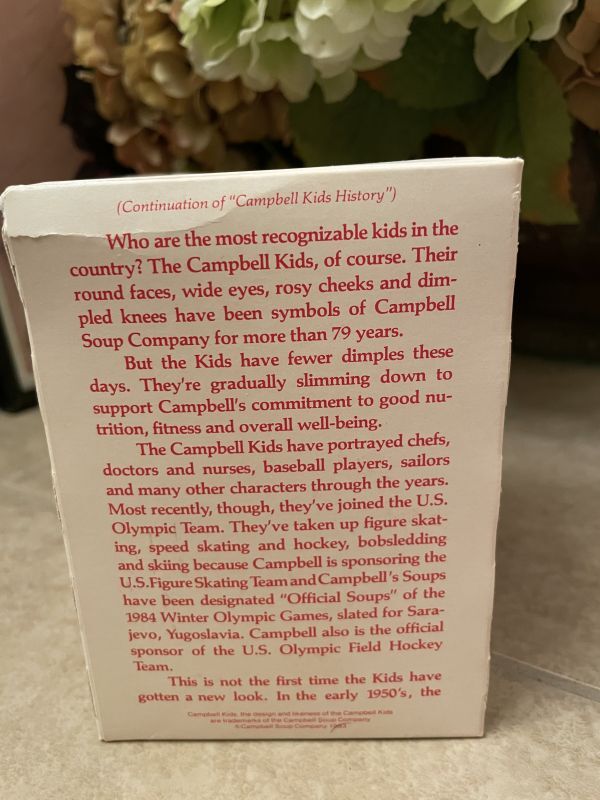 (Continuation of "Campbell Kids History")
Who are the most recognizable kids in the
country? The Campbell Kids, of course. Their
round faces, wide eyes, rosy cheeks and dim-
pled knees have been symbols of Campbell
Soup Company for more than 79 years.
But the Kids have fewer dimples these
days. They're gradually slimming down to
support Campbell's commitment to good nu-
trition, fitness and overall well-being.
The Campbell Kids have portrayed chefs,
doctors and nurses, baseball players, sailors
and many other characters through the years.
Most recently, though, they've joined the U.S.
Olympic Team. They've taken up figure skat-
ing, speed skating and hockey, bobsledding
and skiing because Campbell is sponsoring the
U.S. Figure Skating Team and Campbell's Soups
have been designated "Official Soups" of the
1984 Winter Olympic Games, slated for Sara-
jevo, Yugoslavia. Campbell also is the official
sponsor of the U.S. Olympic Field Hockey
Team.
This is not the first time the Kids have
gotten a new look. In the early 1950's, the
Campbell Kids, the design and likeness of the Campbell Kids
are trademarks of the Campbell Soup Company
©Campbell Soup Company 1983